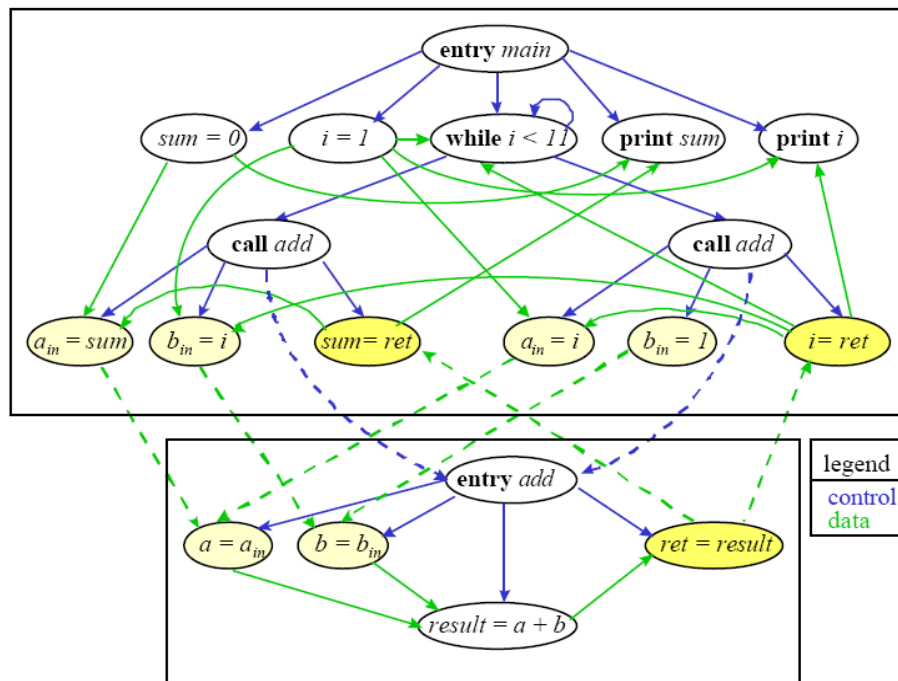 entry main
sum = 0
i = 1
while i < 11
print sum
print i
call add
call add
a_in = sum
b_in = i
sum= ret
a_in = i
b_in = 1
i= ret
entry add
a = a_in
b = b_in
ret = result
result = a + b
legend
control
data